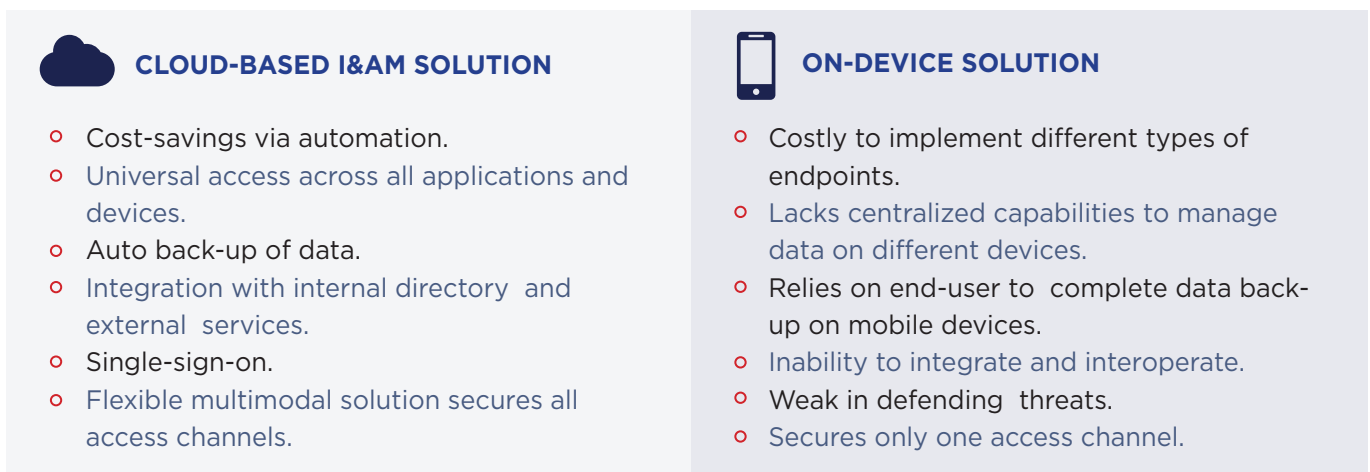 CLOUD-BASED I&AM SOLUTION
Cost-savings via automation.
Universal access across all applications and
devices.
Auto back-up of data.
Integration with internal directory  and
external  services.
Single-sign-on.
Flexible multimodal solution secures all
access channels.
ON-DEVICE SOLUTION
Costly to implement different types of
endpoints.
Lacks centralized capabilities to manage
data on different devices.
Relies on end-user to  complete data back-
up on mobile devices.
Inability to integrate and interoperate.
Weak in defending  threats.
Secures only one access channel.